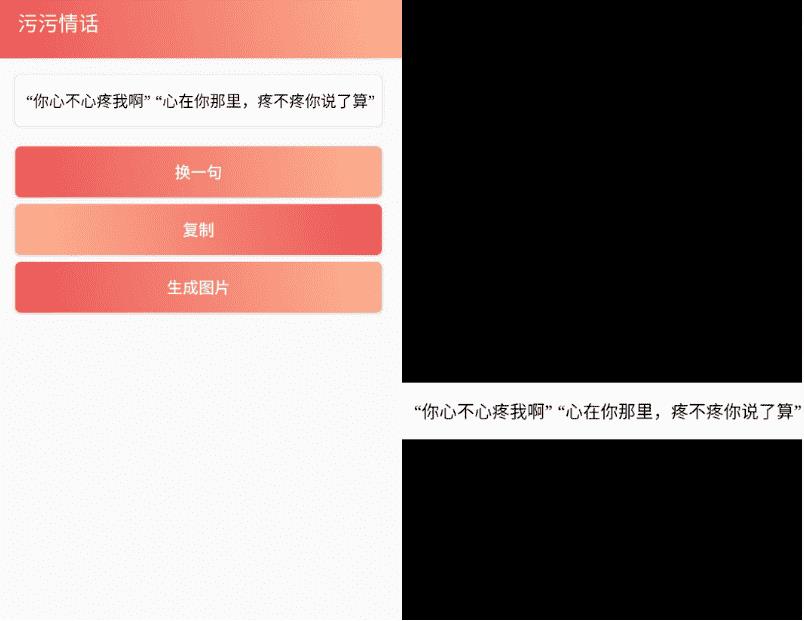 污污情话
“你心不心疼我啊” “心在你那里，疼不疼你说了算”
换一句
复制
生成图片
“你心不心疼我啊” “心在你那里，疼不疼你说了算”